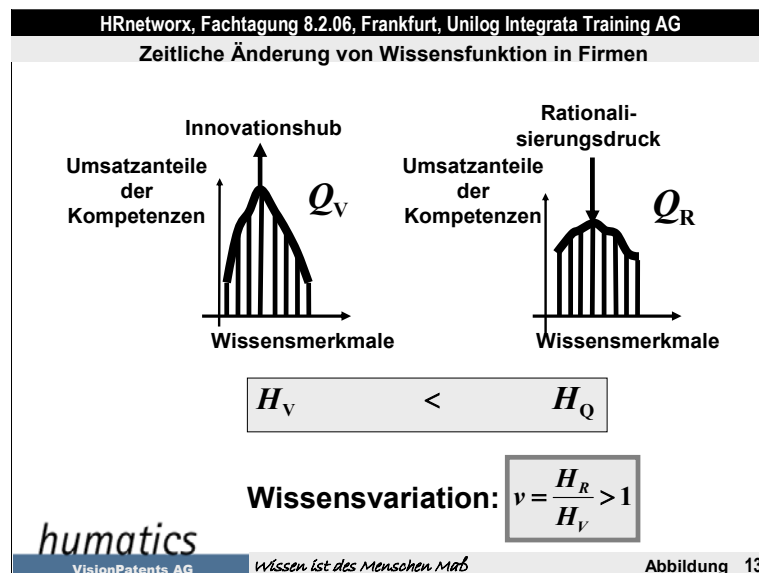 HRnetworx, Fachtagung 8.2.06, Frankfurt, Unilog Integrata Training AG
Zeitliche Änderung von Wissensfunktion in Firmen
Innovationshub
Umsatzanteile
der
Kompetenzen
Q_V
Wissensmerkmale
Rationali-
sierungsdruck
Umsatzanteile
der
Kompetenzen
Q_R
Wissensmerkmale
H_V < H_Q
Wissensvariation: v = H_R / H_V > 1
humatics
VisionPatents AG
Wissen ist des Menschen Maß
Abbildung 13